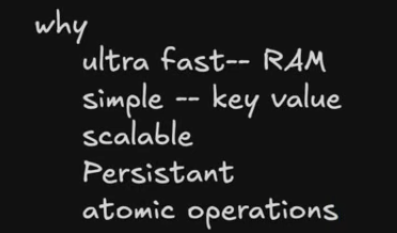 why
ultra fast-- RAM
simple -- key value
scalable
Persistant
atomic operations